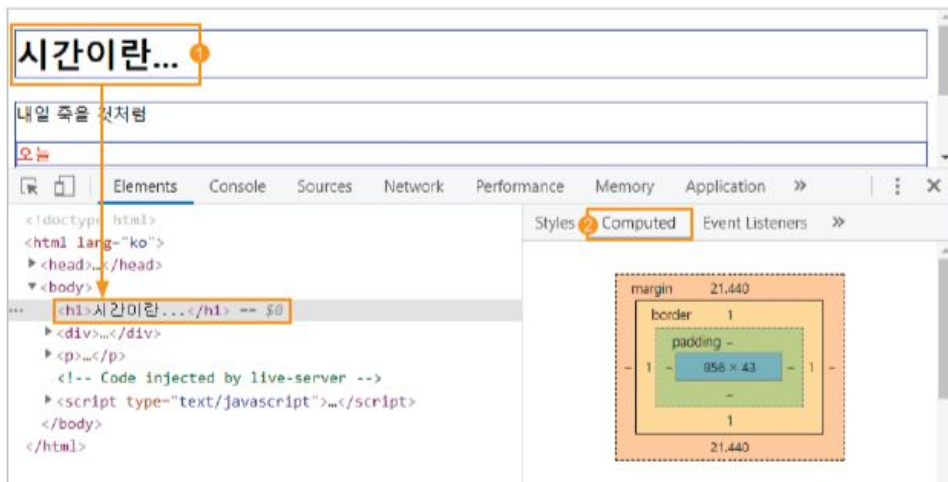 시간이란...
1
내일 죽을 것처럼
오늘
Elements Console Sources Network Performance Memory Application »
<!doctype html>
<html lang="ko">
<head>…</head>
<body>
... <h1>시간이란...</h1> == $0
<div>…</div>
<p>…</p>
<!-- Code injected by live-server -->
<script type="text/javascript">…</script>
</body>
</html>
Styles 2 Computed Event Listeners »
margin 21.440
border 1
padding –
– 1 – 856 × 43 – 1 –
–
1
21.440